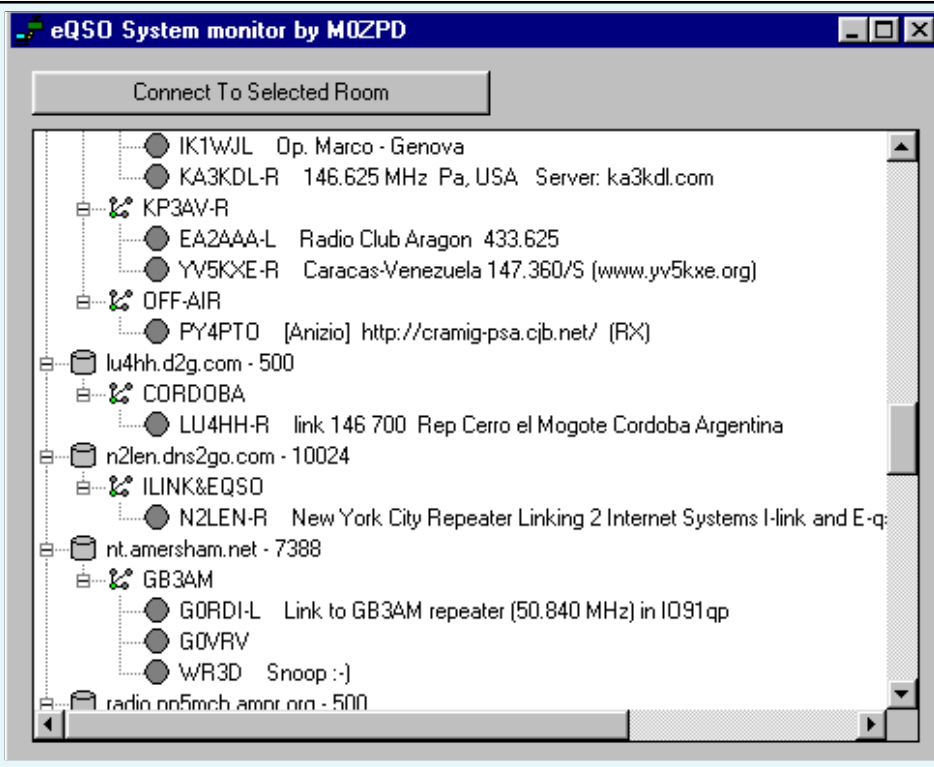 eQSO System monitor by M0ZPD
Connect To Selected Room
IK1WJL Op. Marco - Genova
KA3KDL-R 146.625 MHz Pa, USA Server: ka3kdl.com
KP3AV-R
EA2AAA-L Radio Club Aragon 433.625
YV5KXE-R Caracas-Venezuela 147.360/S (www.yv5kxe.org)
OFF-AIR
PY4PTO [Anizio] http://cramig-psa.cjb.net/ (RX)
lu4hh.d2g.com - 500
CORDOBA
LU4HH-R link 146 700 Rep Cerro el Mogote Cordoba Argentina
n2len.dns2go.com - 10024
ILINK&EQSO
N2LEN-R New York City Repeater Linking 2 Internet Systems I-link and
nt.amersham.net - 7388
GB3AM
G0RDI-L Link to GB3AM repeater (50.840 MHz) in IO91qp
G0VRV
WR3D Snoop :-)
radio.pp5mch.ampr.org - 500